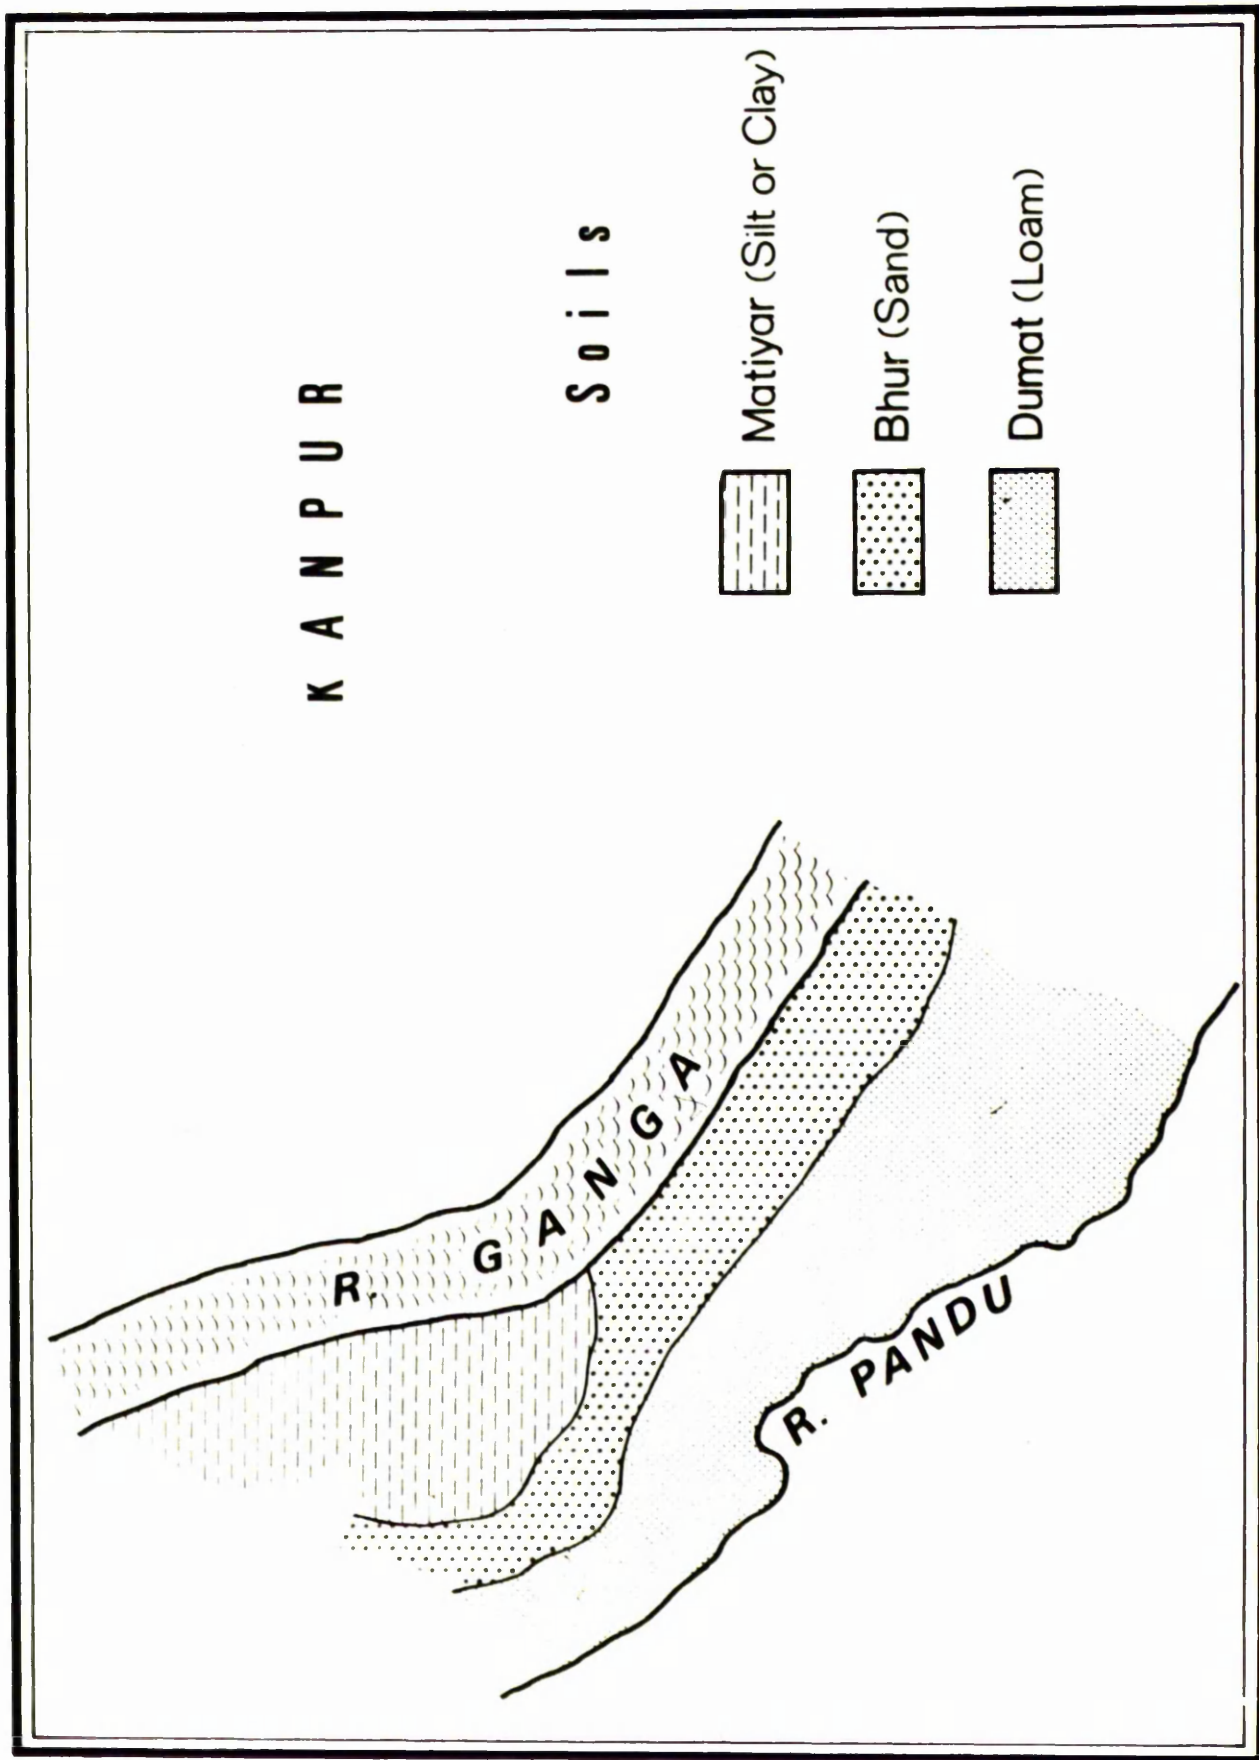 KANPUR
Soils
Matiyar (Silt or Clay)
Bhur (Sand)
Dumat (Loam)
R. GANGA
R. PANDU